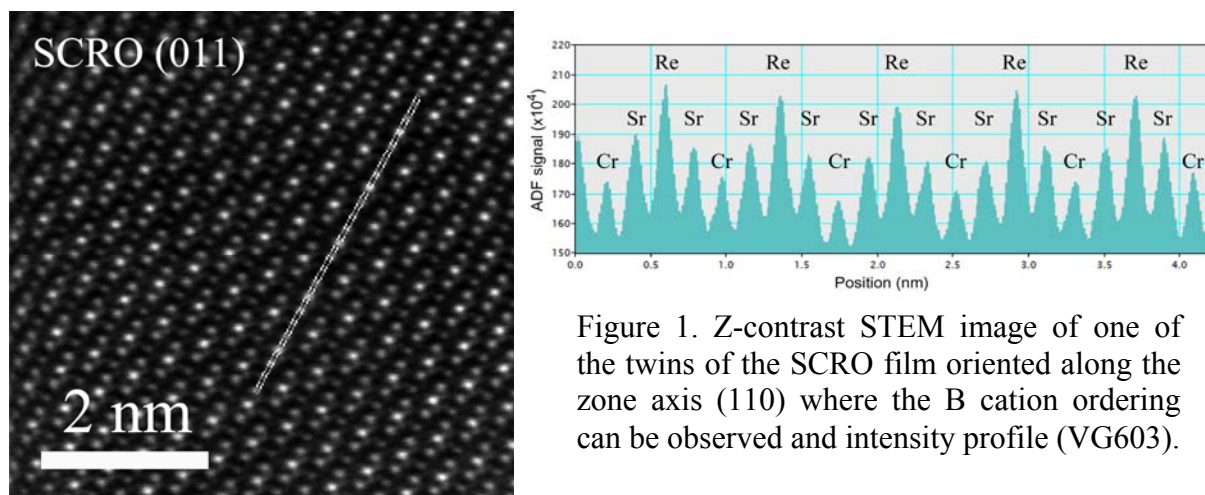 SCRO (011)
2 nm
220
210
200
190
180
170
160
150
ADF signal (x10⁴)
Re Re Re Re Re
Sr Sr Sr Sr Sr Sr Sr Sr Sr Sr
Cr Cr Cr Cr Cr Cr
0.0 0.5 1.0 1.5 2.0 2.5 3.0 3.5 4.0
Position (nm)
Figure 1. Z-contrast STEM image of one of
the twins of the SCRO film oriented along the
zone axis (110) where the B cation ordering
can be observed and intensity profile (VG603).